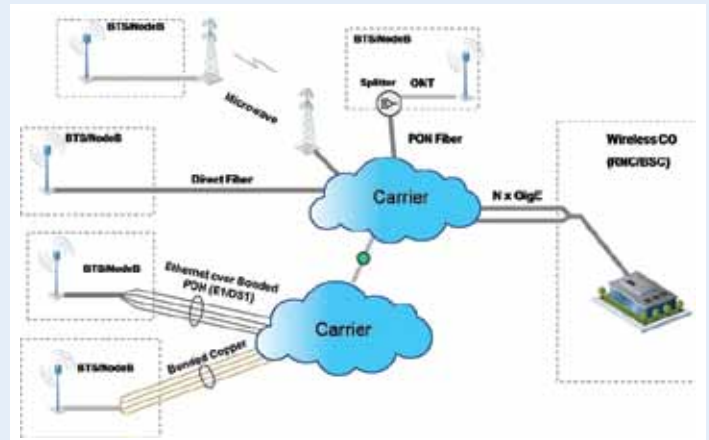 BTS/NodeB
BTS/NodeB
Splitter ONT
Microwave
PON Fiber
Wireless CO
(RNC/BSC)
BTS/NodeB
Direct Fiber
Carrier
N x GigE
BTS/NodeB
Ethernet over Bonded
PDH (E1/DS1)
Carrier
BTS/NodeB
Bonded Copper